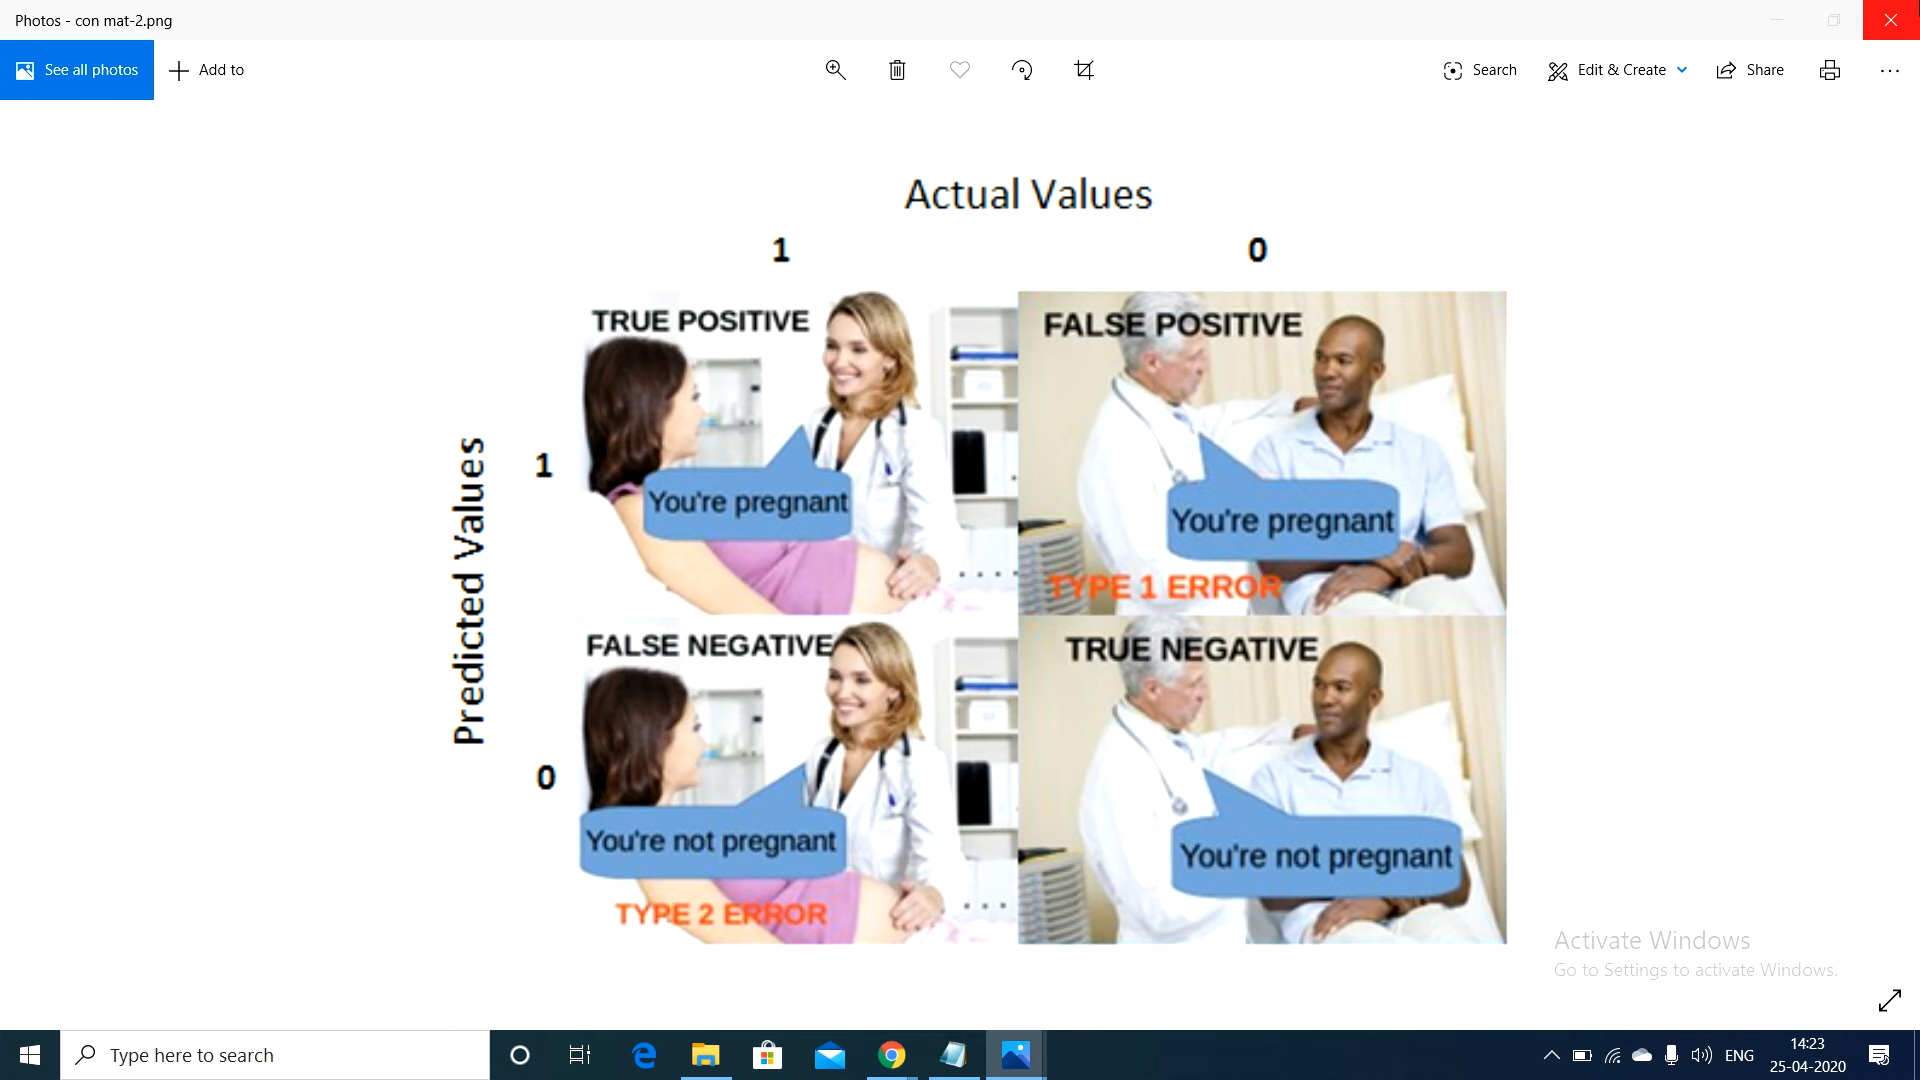 Photos - con mat-2.png
See all photos
Add to
Search
Edit & Create
Share
Actual Values
1
0
Predicted Values
1
TRUE POSITIVE
You're pregnant
FALSE POSITIVE
You're pregnant
TYPE 1 ERROR
0
FALSE NEGATIVE
You're not pregnant
TYPE 2 ERROR
TRUE NEGATIVE
You're not pregnant
Activate Windows
Go to Settings to activate Windows.
Type here to search
ENG
14:23
25-04-2020